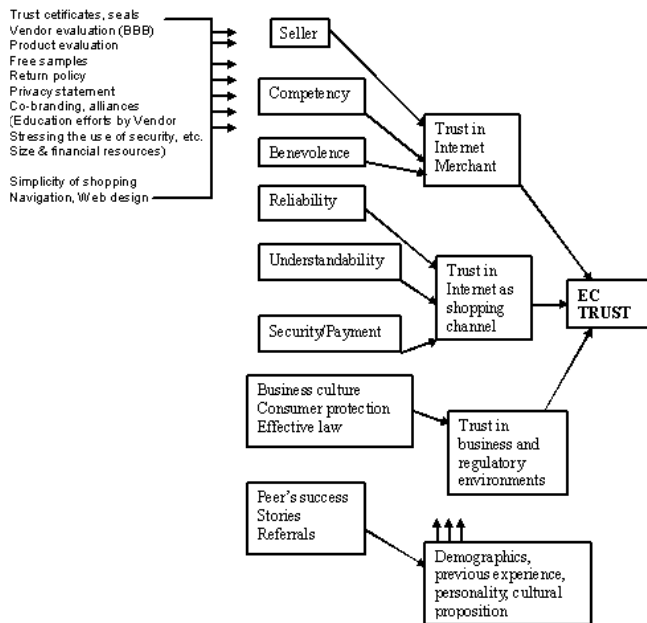 Trust cetificates, seals
Vendor evaluation (BBB)
Product evaluation
Free samples
Return policy
Privacy statement
Co-branding, alliances
(Education efforts by Vendor
Stressing the use of security, etc.
Size & financial resources)
Simplicity of shopping
Navigation, Web design
Seller
Competency
Benevolence
Reliability
Understandability
Security/Payment
Business culture
Consumer protection
Effective law
Peer's success
Stories
Referrals
Trust in
Internet
Merchant
Trust in
Internet as
shopping
channel
Trust in
business and
regulatory
environments
Demographics,
previous experience,
personality, cultural
proposition
EC
TRUST